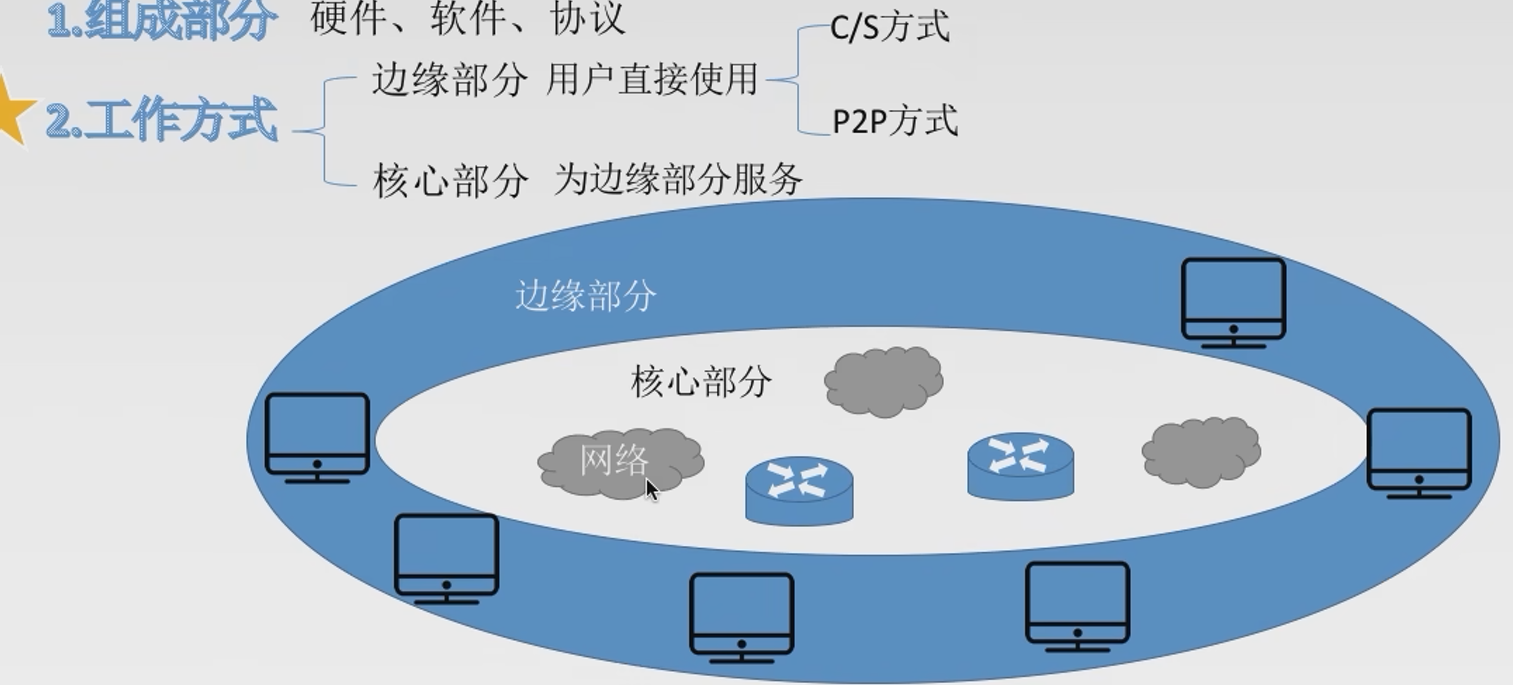 1.组成部分 硬件、软件、协议
C/S方式
边缘部分 用户直接使用
2.工作方式
P2P方式
核心部分 为边缘部分服务
边缘部分
核心部分
网络